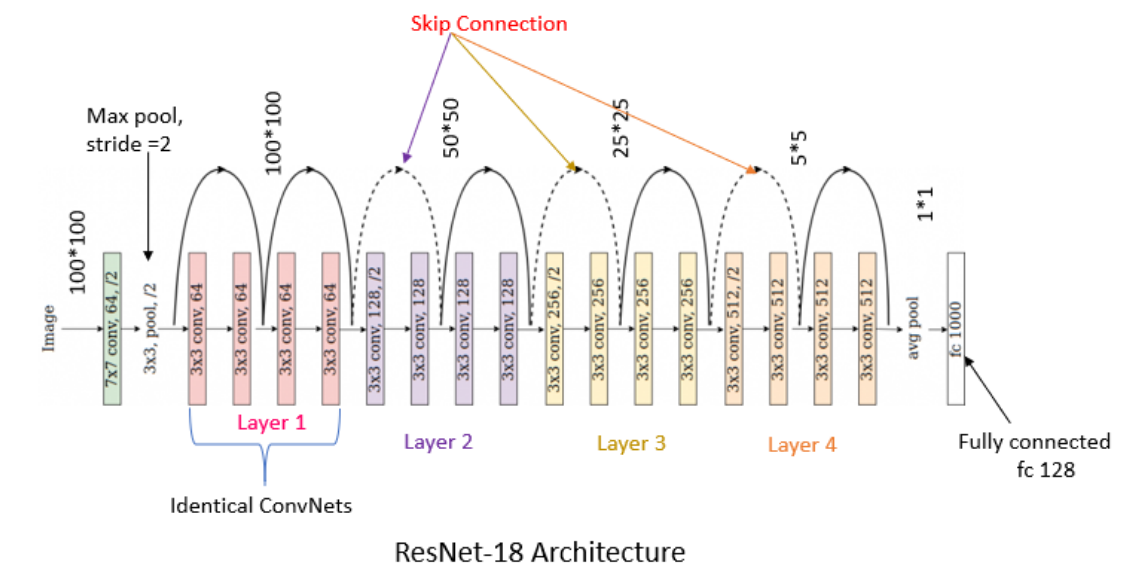 Skip Connection
Max pool,
stride =2
100*100
100*100
50*50
25*25
5*5
1*1
Image
7x7 conv, 64, /2
3x3, pool, /2
3x3 conv, 64
3x3 conv, 64
3x3 conv, 64
3x3 conv, 64
3x3 conv, 128, /2
3x3 conv, 128
3x3 conv, 128
3x3 conv, 128
3x3 conv, 256, /2
3x3 conv, 256
3x3 conv, 256
3x3 conv, 256
3x3 conv, 512, /2
3x3 conv, 512
3x3 conv, 512
3x3 conv, 512
avg pool
fc 1000
Layer 1
Layer 2
Layer 3
Layer 4
Fully connected
fc 128
Identical ConvNets
ResNet-18 Architecture